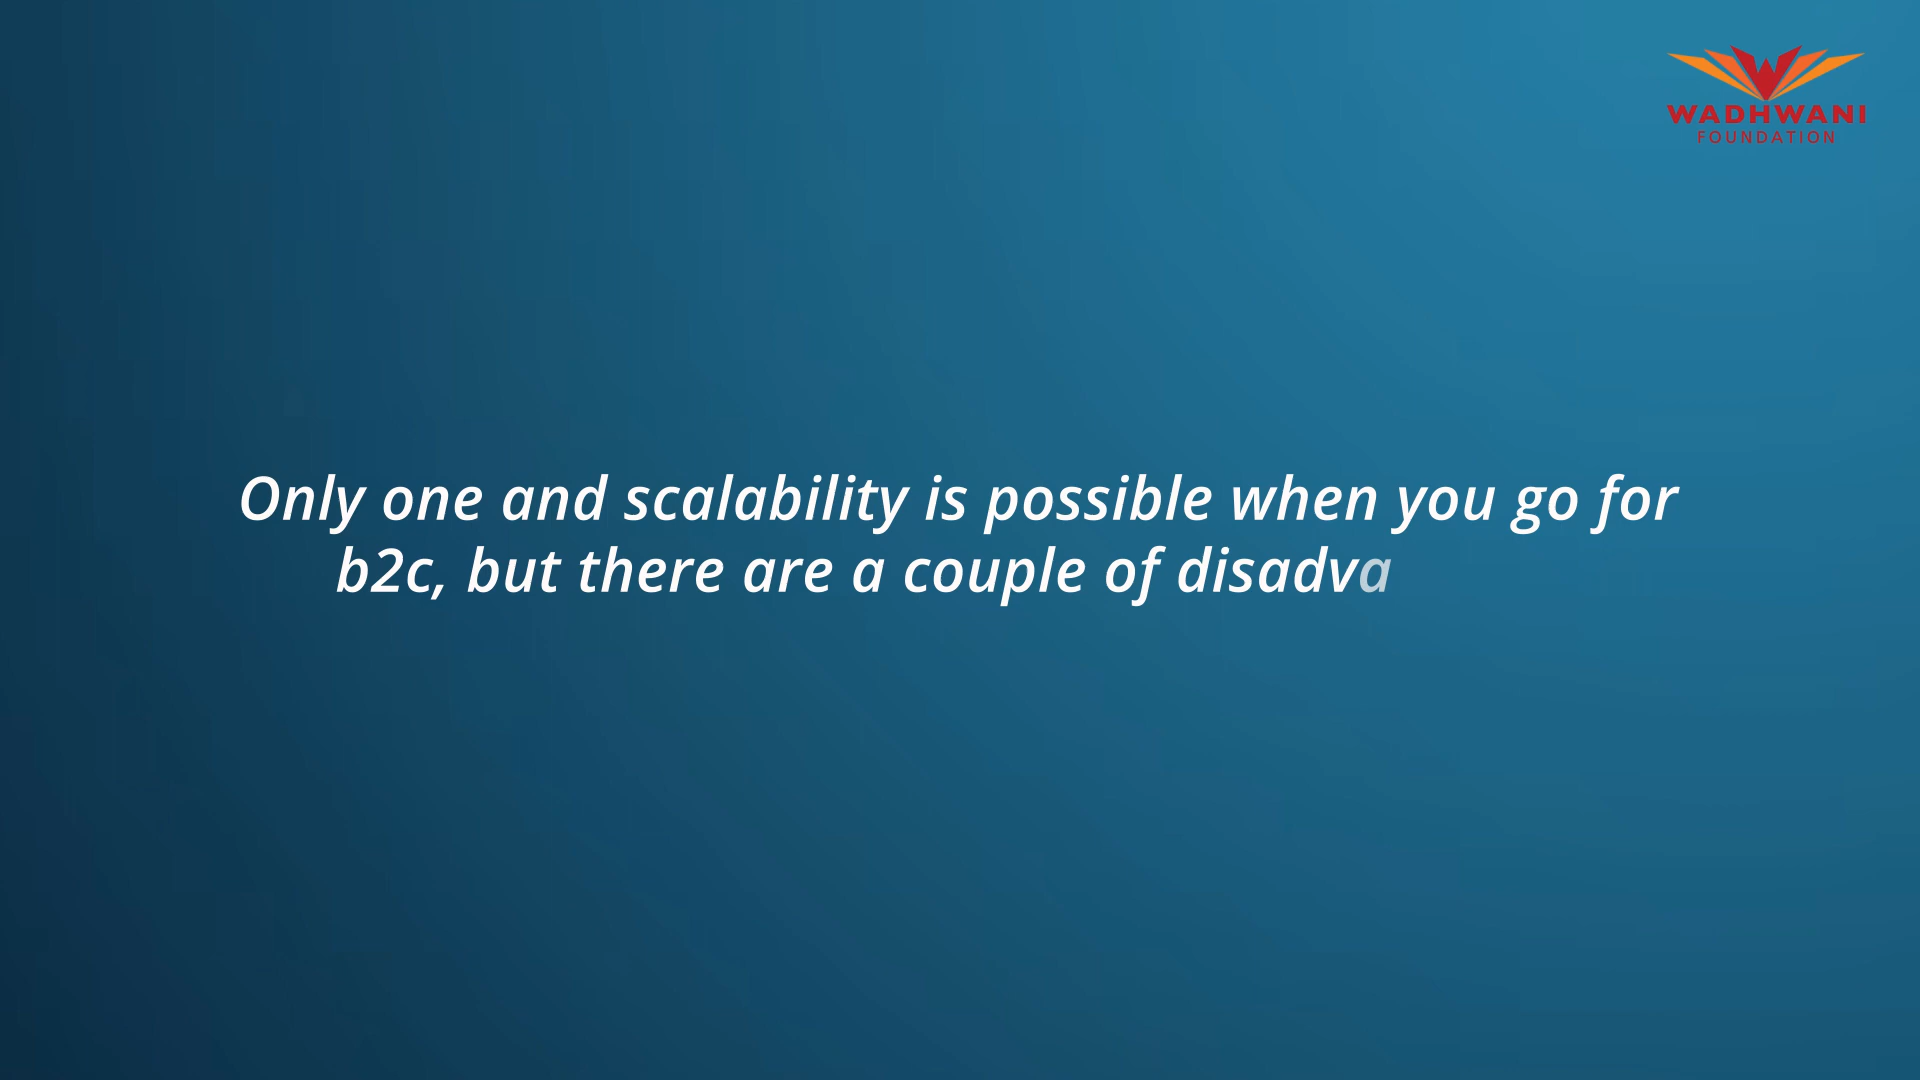 WADHWANI
FOUNDATION
Only one and scalability is possible when you go for
b2c, but there are a couple of disadva